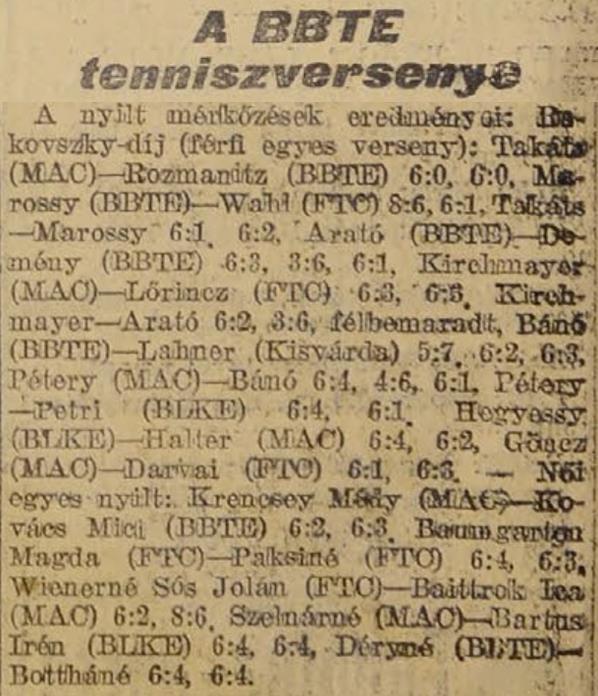 A BBTE
tenniszversenye
A nyilt mérkőzések eredményei: Ba-
kovszky-díj (férfi egyes verseny): Takáts
(MAC)—Rozmanitz (BBTE) 6:0, 6:0, Ma-
rossy (BBTE)—Wahl (FTC) 8:6, 6:1, Takáts
—Marossy 6:1, 6:2, Arató (BBTE)—De-
mény (BBTE) 6:3, 3:6, 6:1, Kirchmayer
(MAC)—Lőrincz (FTC) 6:3, 6:3, Kirch-
mayer—Arató 6:2, 3:6, félbemaradt, Bánó
(BBTE)—Lahner (Kisvárda) 5:7, 6:2, 6:3,
Pétery (MAC)—Bánó 6:4, 4:6, 6:1, Pétery
—Petri (BLKE) 6:4, 6:1, Hegyessy
(BLKE)—Halter (MAC) 6:4, 6:2, Göncz
(MAC)—Darvai (FTC) 6:1, 6:3. — Női
egyes nyilt: Krencsey Mády (MAC)—Ko-
vács Mici (BBTE) 6:2, 6:3, Baumgarten
Magda (FTC)—Paksiné (FTC) 6:4, 6:3,
Wienerné Sós Jolán (FTC)—Baittrok Lea
(MAC) 6:2, 8:6, Szelnárné (MAC)—Bartus
Irén (BLKE) 6:4, 6:4, Déryné (BBTE)—
Bottháné 6:4, 6:4.